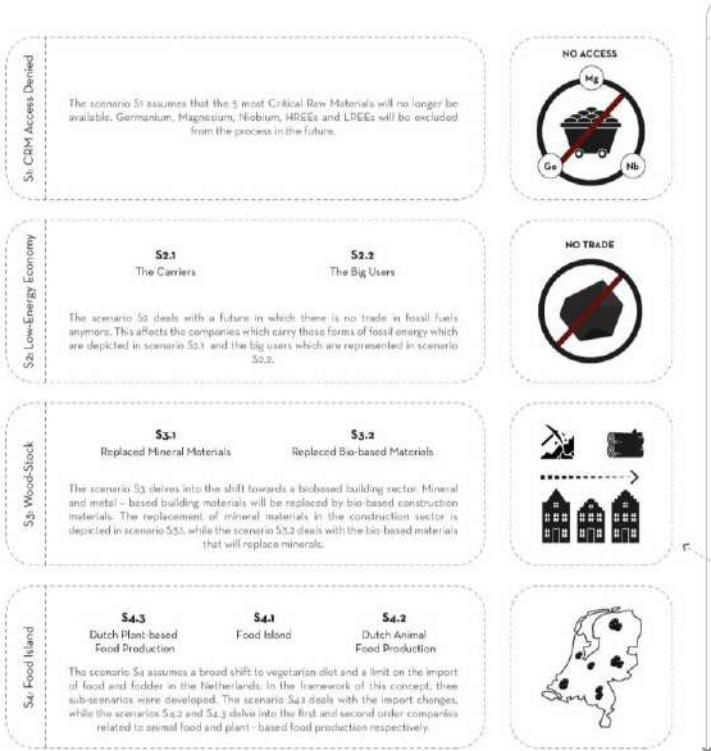 S1: CRM Access Denied
The scenario S1 assumes that the 5 most Critical Raw Materials will no longer be
available. Germanium, Magnesium, Niobium, HREEs and LREEs will be excluded
from the process in the future.
NO ACCESS
Mg
Ge
Nb
S2: Low-Energy Economy
S2.1
The Carriers
S2.2
The Big Users
The scenario S2 deals with a future in which there is no trade in fossil fuels
anymore. This affects the companies which carry these forms of fossil energy which
are depicted in scenario S2.1 and the big users which are represented in scenario
S2.2.
NO TRADE
S3: Wood-Stock
S3.1
Replaced Mineral Materials
S3.2
Replaced Bio-based Materials
The scenario S3 delves into the shift towards a biobased building sector. Mineral
and metal - based building materials will be replaced by bio-based construction
materials. The replacement of mineral materials in the construction sector is
depicted in scenario S3.1, while the scenario S3.2 deals with the bio-based materials
that will replace minerals.
S4: Food Island
S4.3
Dutch Plant-based
Food Production
S4.1
Food Island
S4.2
Dutch Animal
Food Production
The scenario S4 assumes a broad shift to vegetarian diet and a limit on the import
of food and fodder in the Netherlands. In the framework of this concept, thee
sub-scenarios were developed. The scenario S4.1 deals with the import changes,
while the scenarios S4.2 and S4.3 delve into the first and second order companies
related to animal food and plant - based food production respectively.